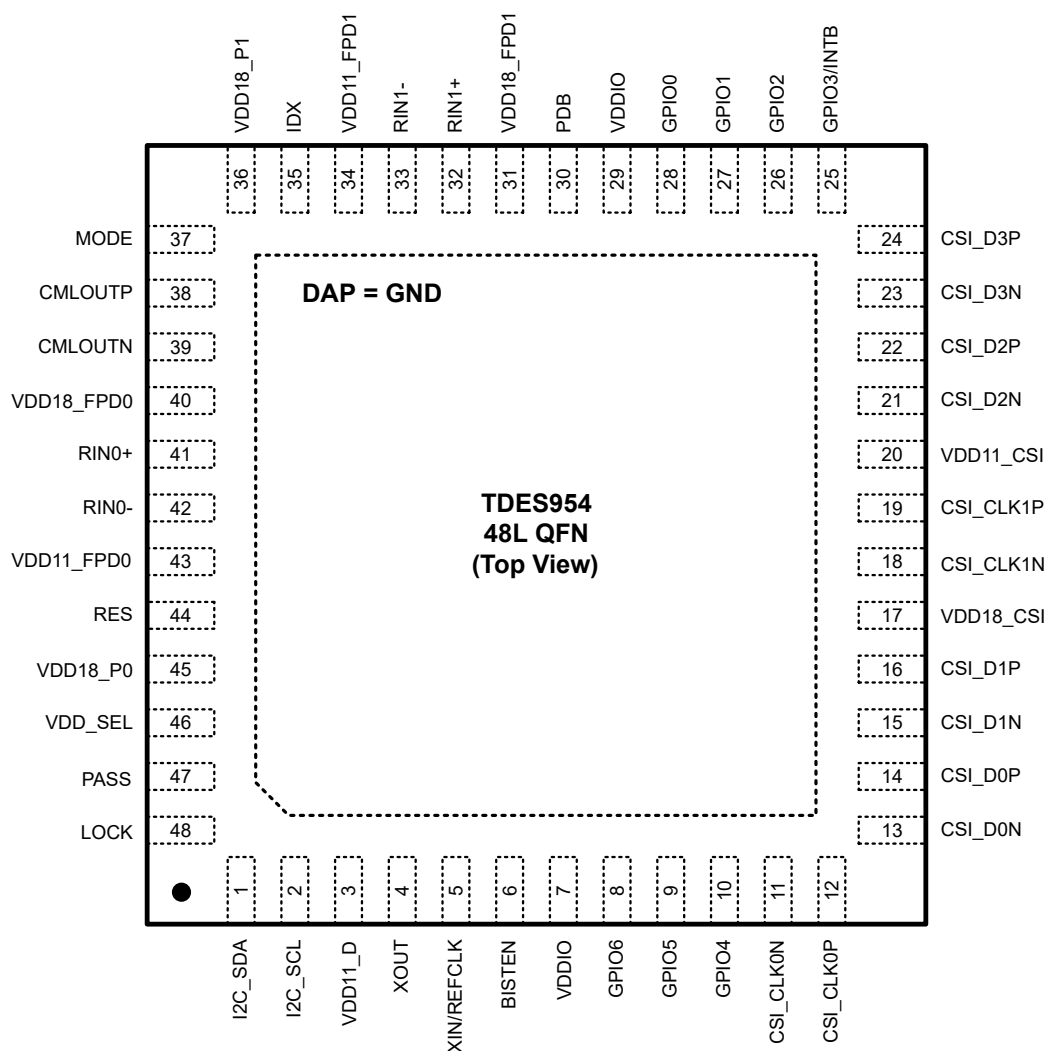 VDD18_P1
IDX
VDD11_FPD1
RIN1-
RIN1+
VDD18_FPD1
PDB
VDDIO
GPIO0
GPIO1
GPIO2
GPIO3/INTB
36
35
34
33
32
31
30
29
28
27
26
25
MODE 37
CMLOUTP 38
CMLOUTN 39
VDD18_FPD0 40
RIN0+ 41
RIN0- 42
VDD11_FPD0 43
RES 44
VDD18_P0 45
VDD_SEL 46
PASS 47
LOCK 48
DAP = GND
TDES954
48L QFN
(Top View)
24 CSI_D3P
23 CSI_D3N
22 CSI_D2P
21 CSI_D2N
20 VDD11_CSI
19 CSI_CLK1P
18 CSI_CLK1N
17 VDD18_CSI
16 CSI_D1P
15 CSI_D1N
14 CSI_D0P
13 CSI_D0N
1
2
3
4
5
6
7
8
9
10
11
12
I2C_SDA
I2C_SCL
VDD11_D
XOUT
XIN/REFCLK
BISTEN
VDDIO
GPIO6
GPIO5
GPIO4
CSI_CLK0N
CSI_CLK0P